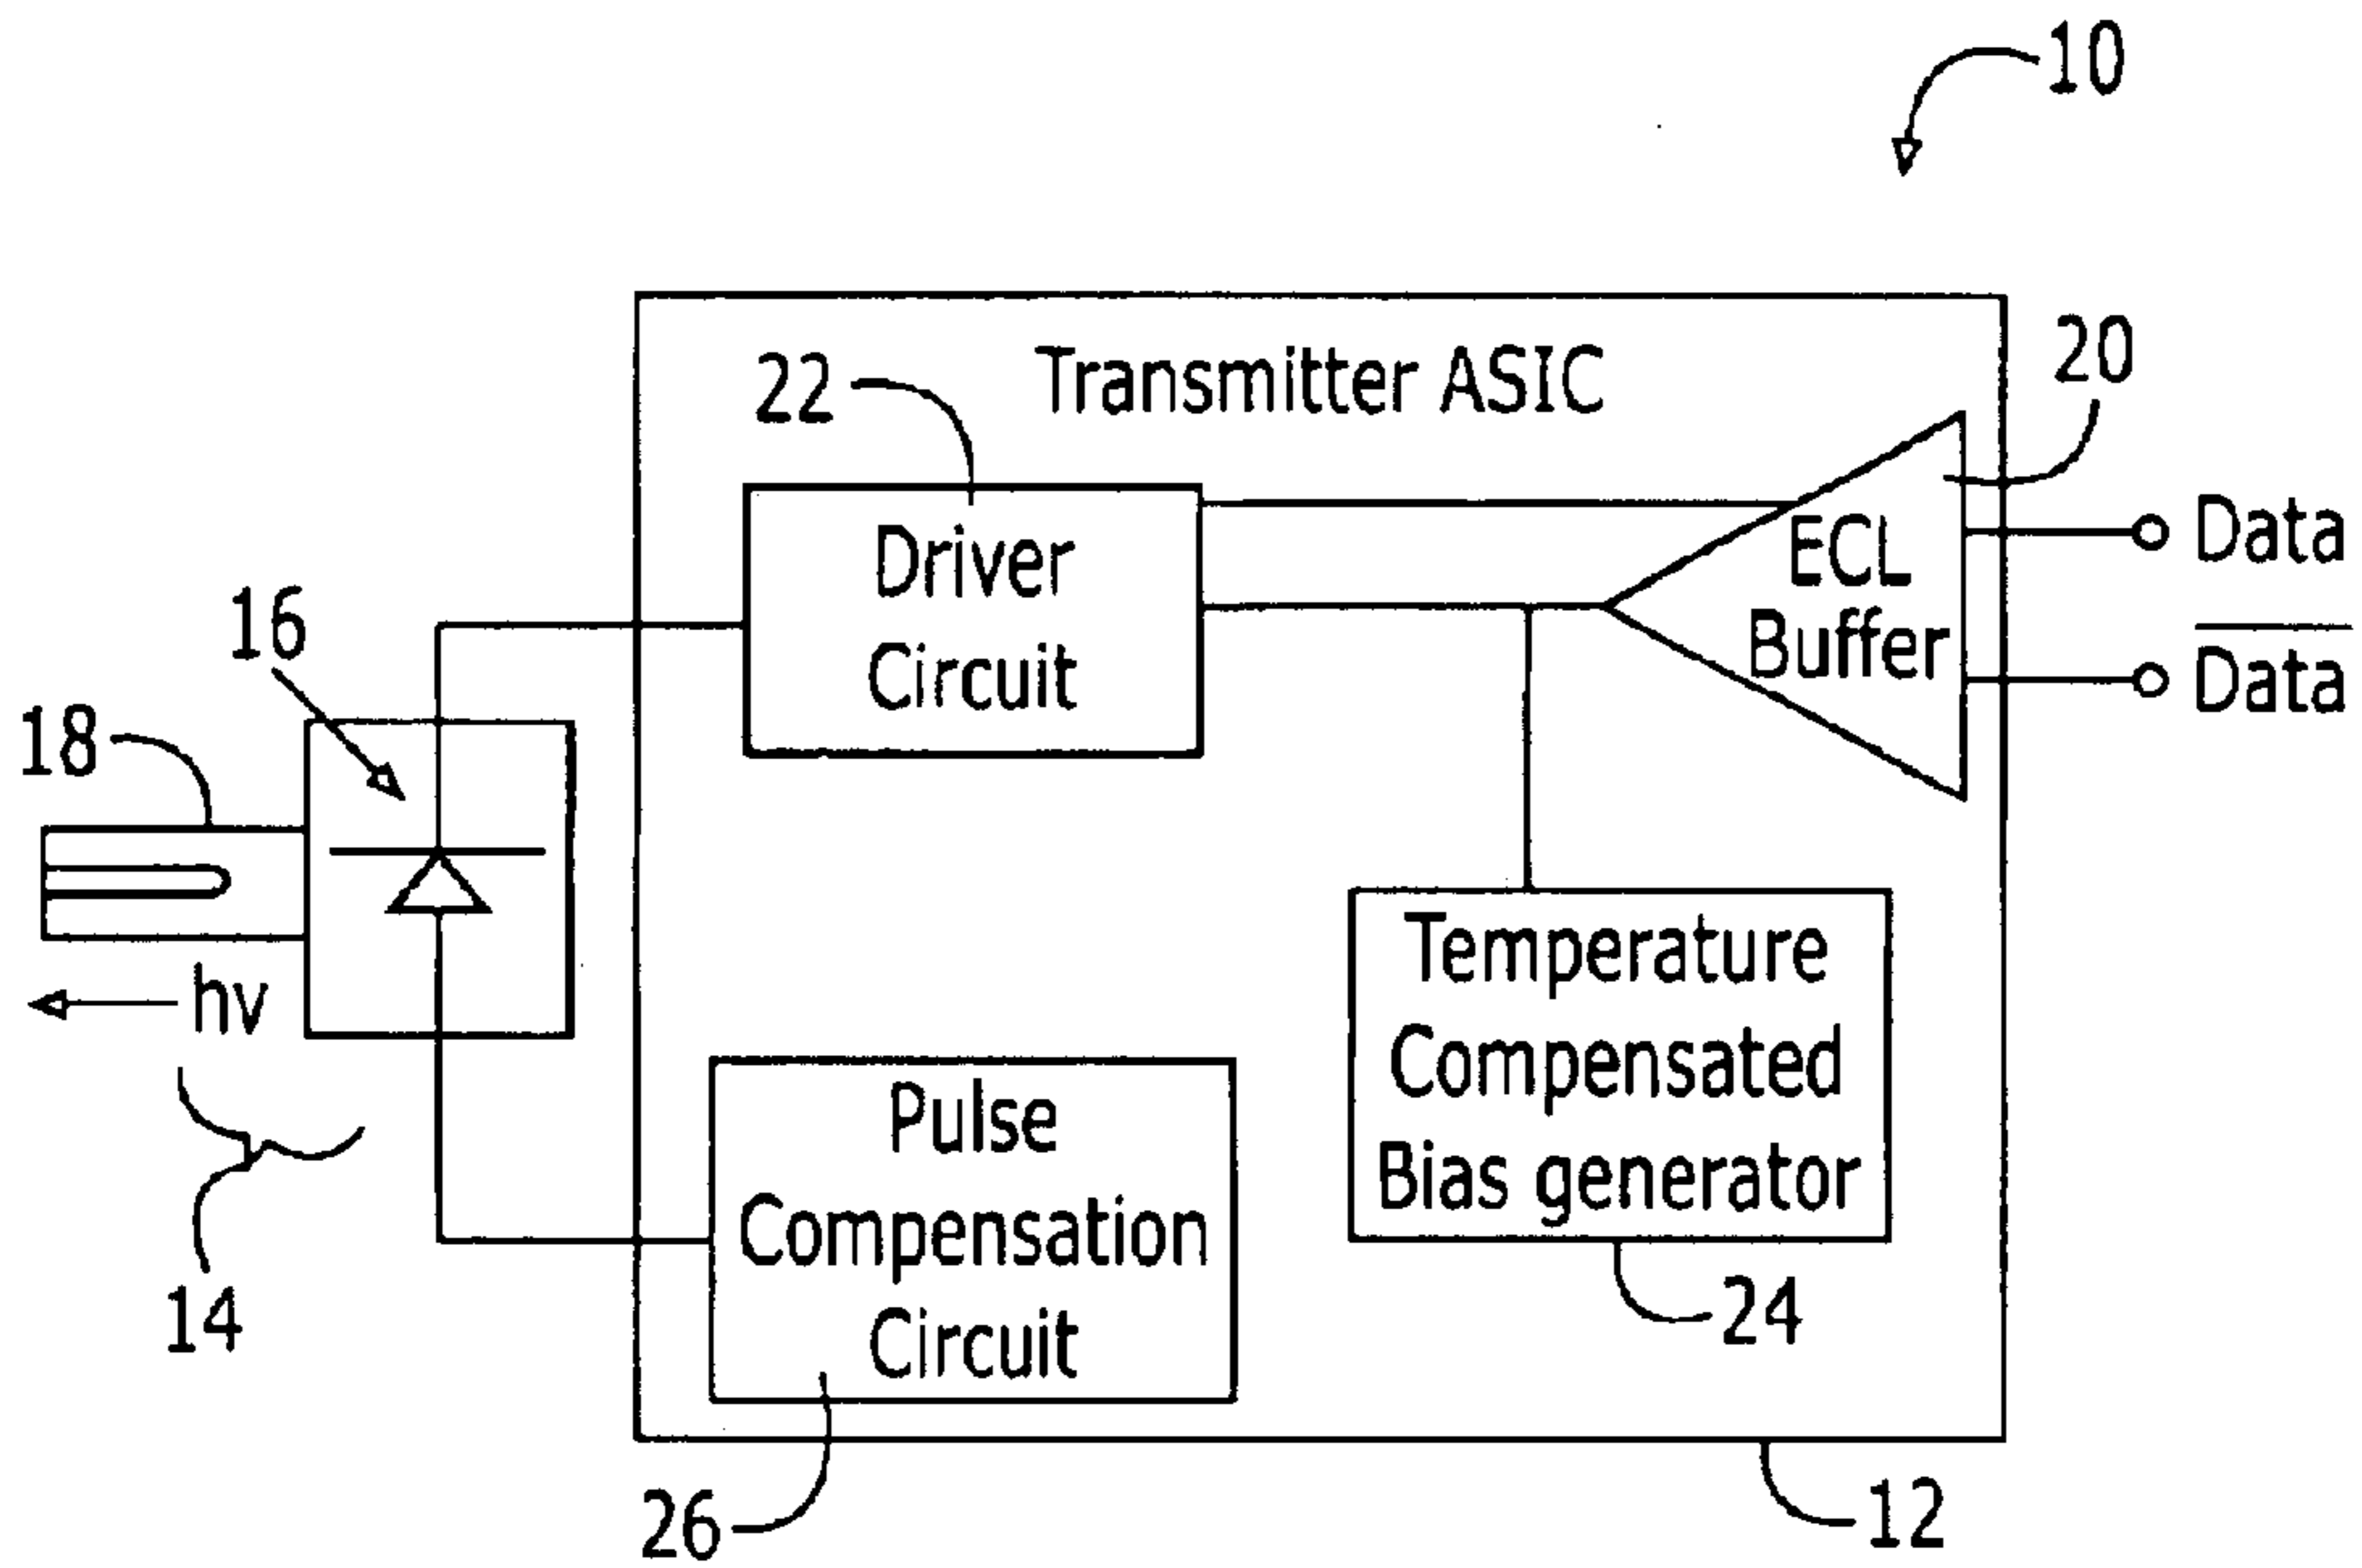 10
Transmitter ASIC
20
22
Driver
Circuit
ECL
Buffer
Data
D̅a̅t̅a̅
16
18
hv
14
Temperature
Compensated
Bias generator
24
Pulse
Compensation
Circuit
26
12